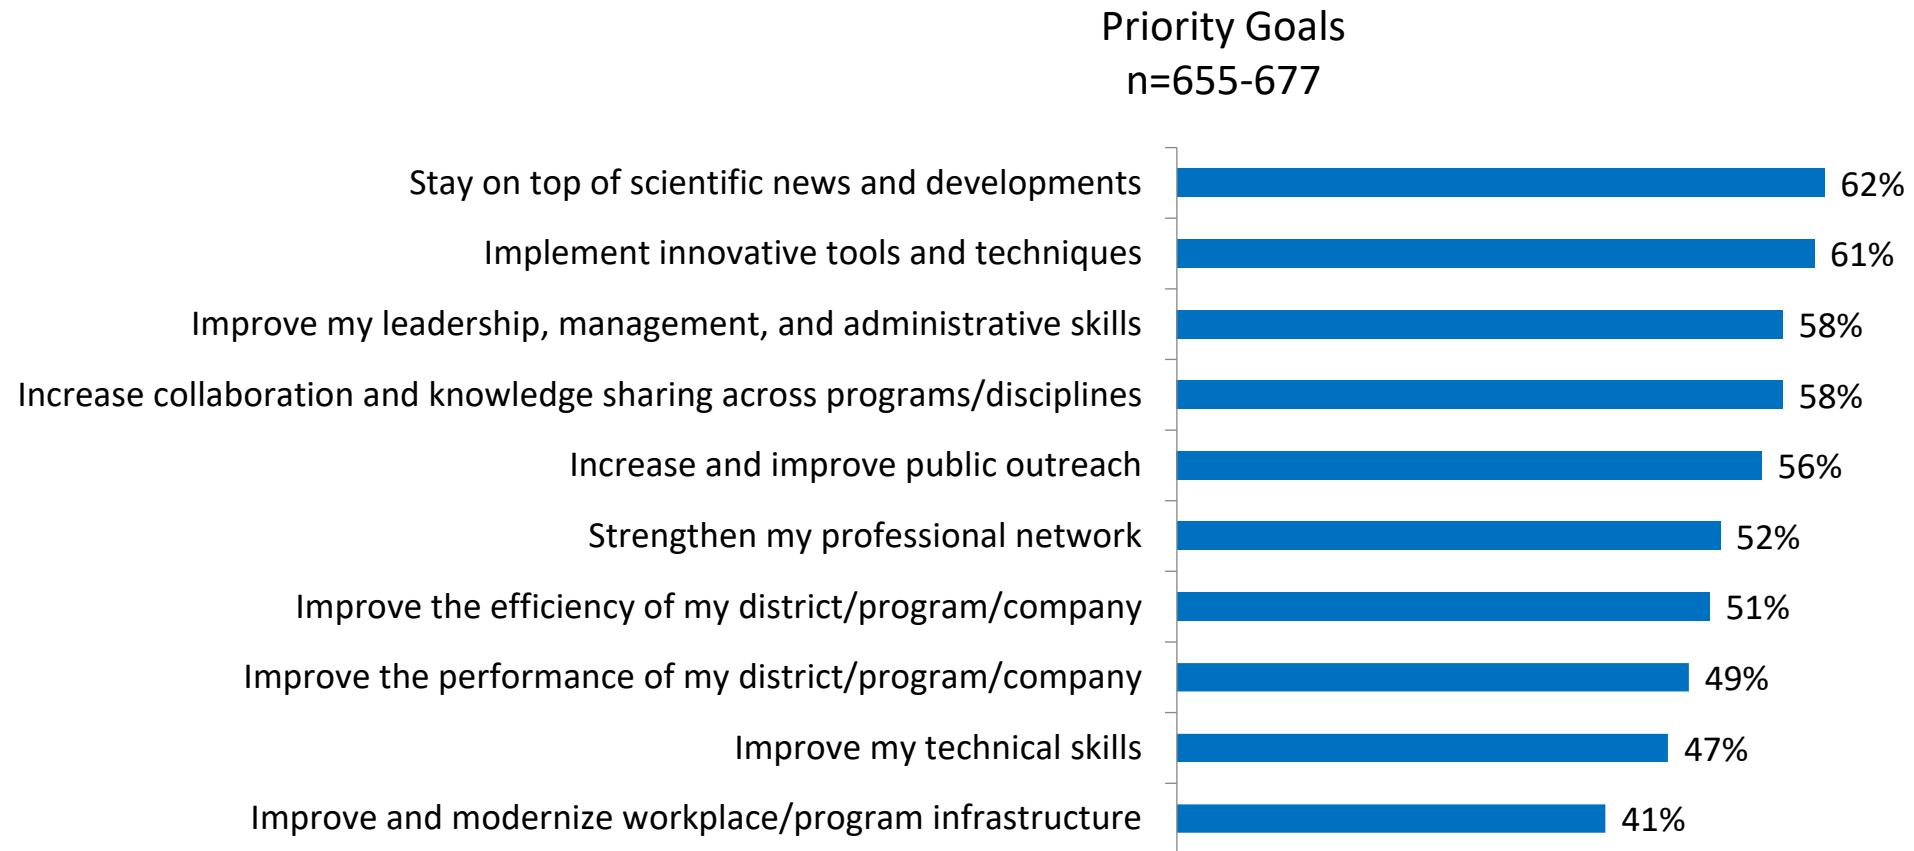 Priority Goals
n=655-677
Stay on top of scientific news and developments 62%
Implement innovative tools and techniques 61%
Improve my leadership, management, and administrative skills 58%
Increase collaboration and knowledge sharing across programs/disciplines 58%
Increase and improve public outreach 56%
Strengthen my professional network 52%
Improve the efficiency of my district/program/company 51%
Improve the performance of my district/program/company 49%
Improve my technical skills 47%
Improve and modernize workplace/program infrastructure 41%